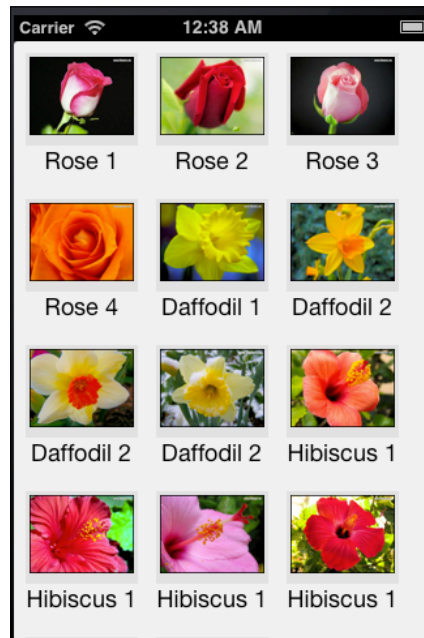 Carrier 12:38 AM
Rose 1 Rose 2 Rose 3
Rose 4 Daffodil 1 Daffodil 2
Daffodil 2 Daffodil 2 Hibiscus 1
Hibiscus 1 Hibiscus 1 Hibiscus 1